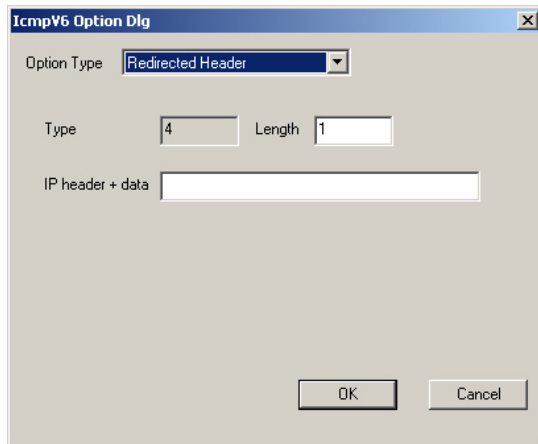 IcmpV6 Option Dlg
Option Type Redirected Header
Type 4 Length 1
IP header + data
OK Cancel